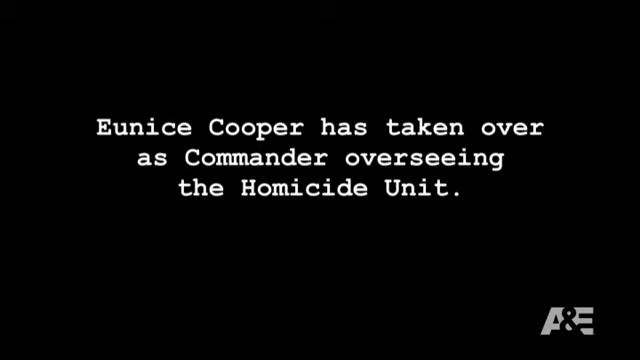 Eunice Cooper has taken over
as Commander overseeing
the Homicide Unit.
A&E